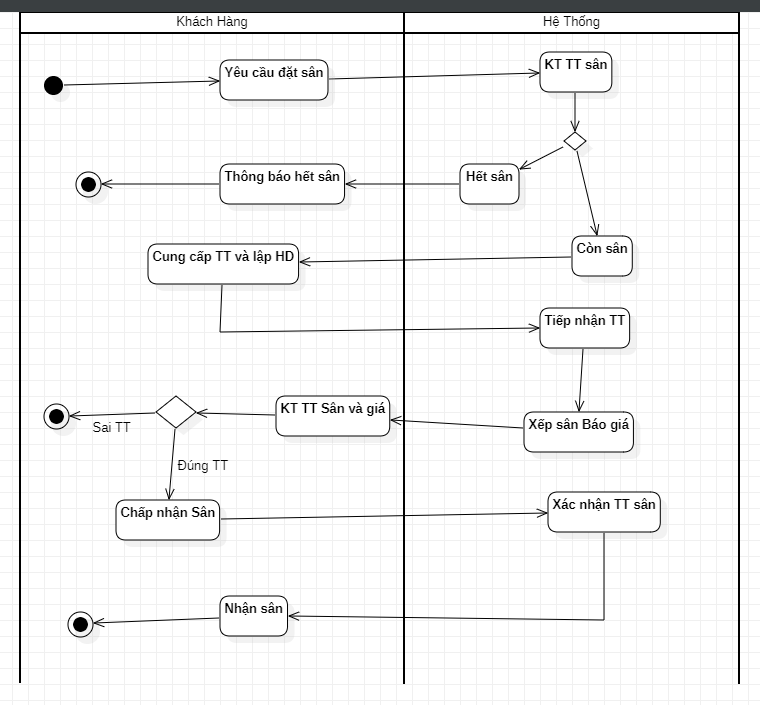 Khách Hàng
Hệ Thống
Yêu cầu đặt sân
KT TT sân
Thông báo hết sân
Hết sân
Cung cấp TT và lập HD
Còn sân
Tiếp nhận TT
KT TT Sân và giá
Xếp sân Báo giá
Sai TT
Đúng TT
Chấp nhận Sân
Xác nhận TT sân
Nhận sân